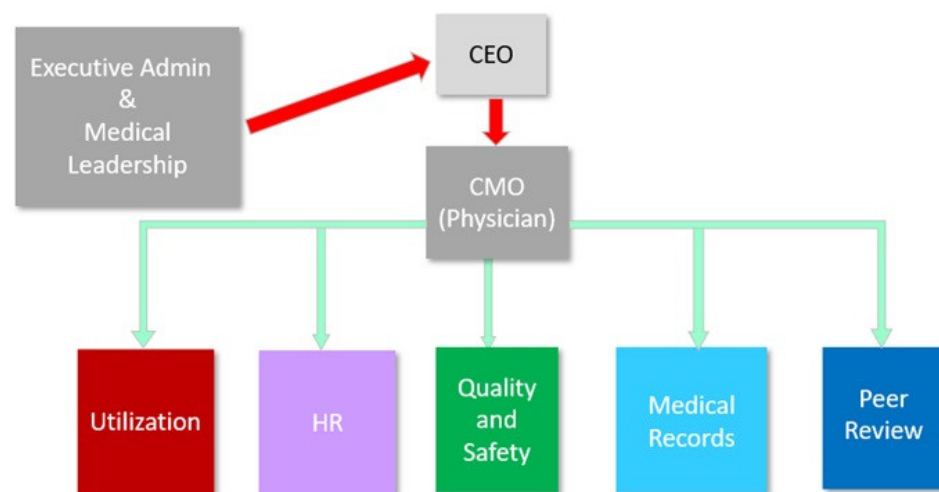 Executive Admin
&
Medical
Leadership
CEO
CMO
(Physician)
Utilization
HR
Quality
and
Safety
Medical
Records
Peer
Review